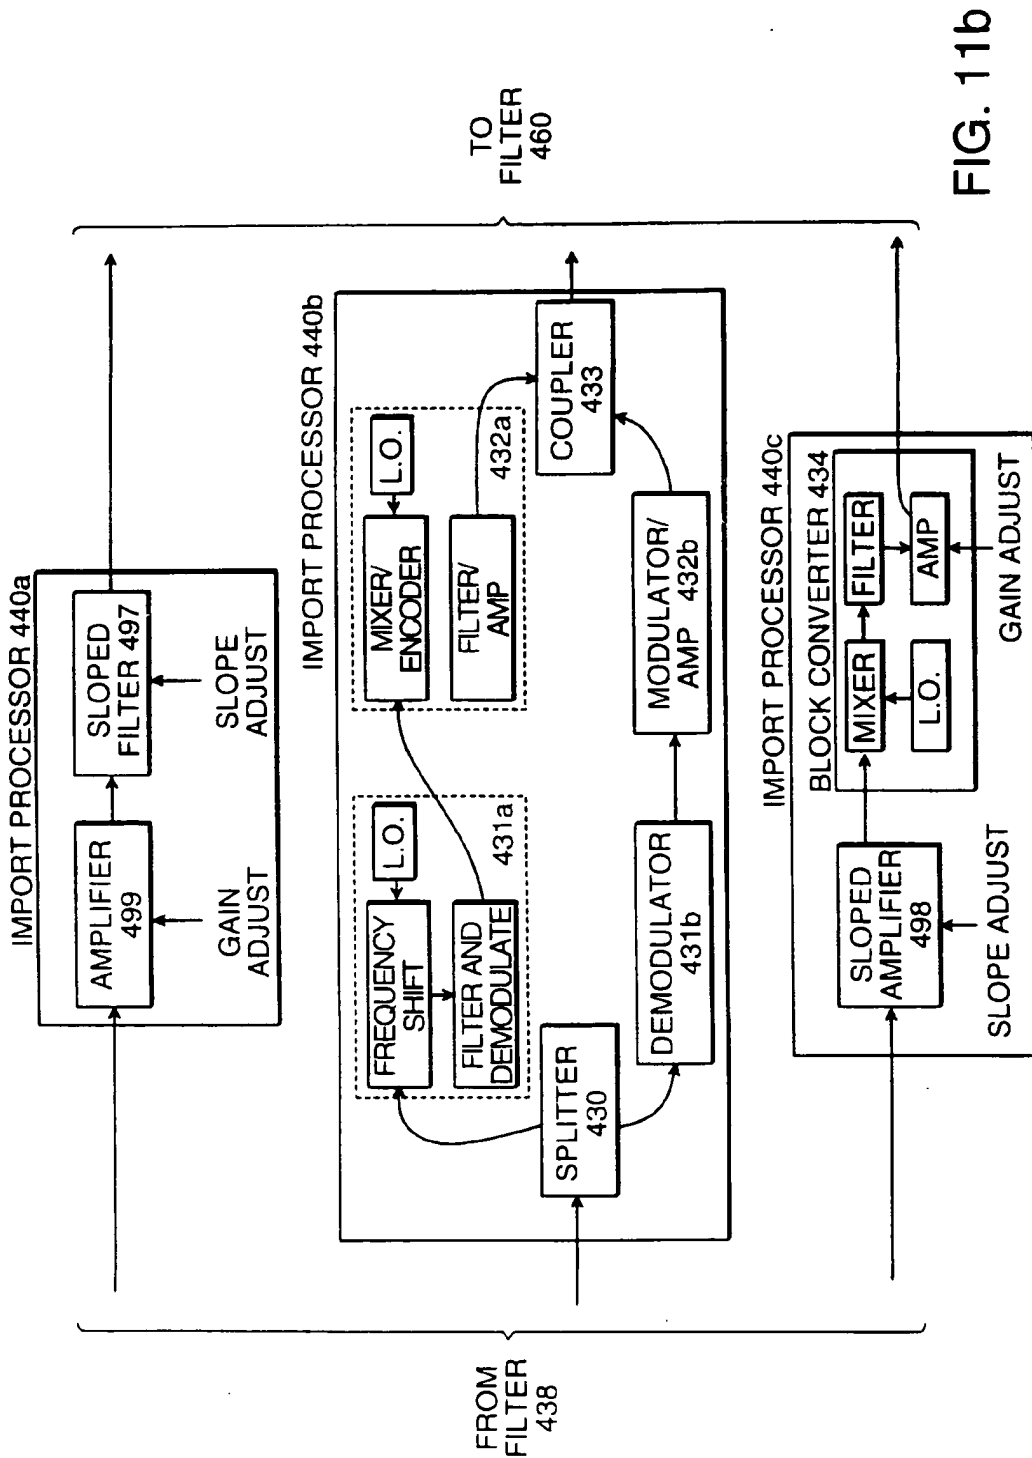 FROM
FILTER
438
IMPORT PROCESSOR 440a
AMPLIFIER
499
SLOPED
FILTER 497
GAIN
ADJUST
SLOPE
ADJUST
IMPORT PROCESSOR 440b
FREQUENCY
SHIFT
L.O.
FILTER AND
DEMODULATE
431a
MIXER/
ENCODER
L.O.
FILTER/
AMP
432a
SPLITTER
430
COUPLER
433
DEMODULATOR
431b
MODULATOR/
AMP 432b
IMPORT PROCESSOR 440c
BLOCK CONVERTER 434
SLOPED
AMPLIFIER
498
MIXER
FILTER
L.O.
AMP
SLOPE ADJUST
GAIN ADJUST
TO
FILTER
460
FIG. 11b